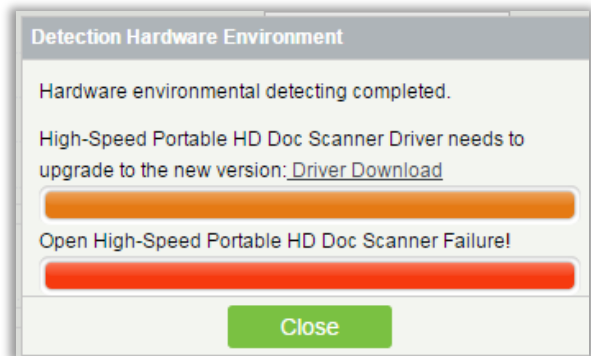 Detection Hardware Environment
Hardware environmental detecting completed.
High-Speed Portable HD Doc Scanner Driver needs to
upgrade to the new version: Driver Download
Open High-Speed Portable HD Doc Scanner Failure!
Close